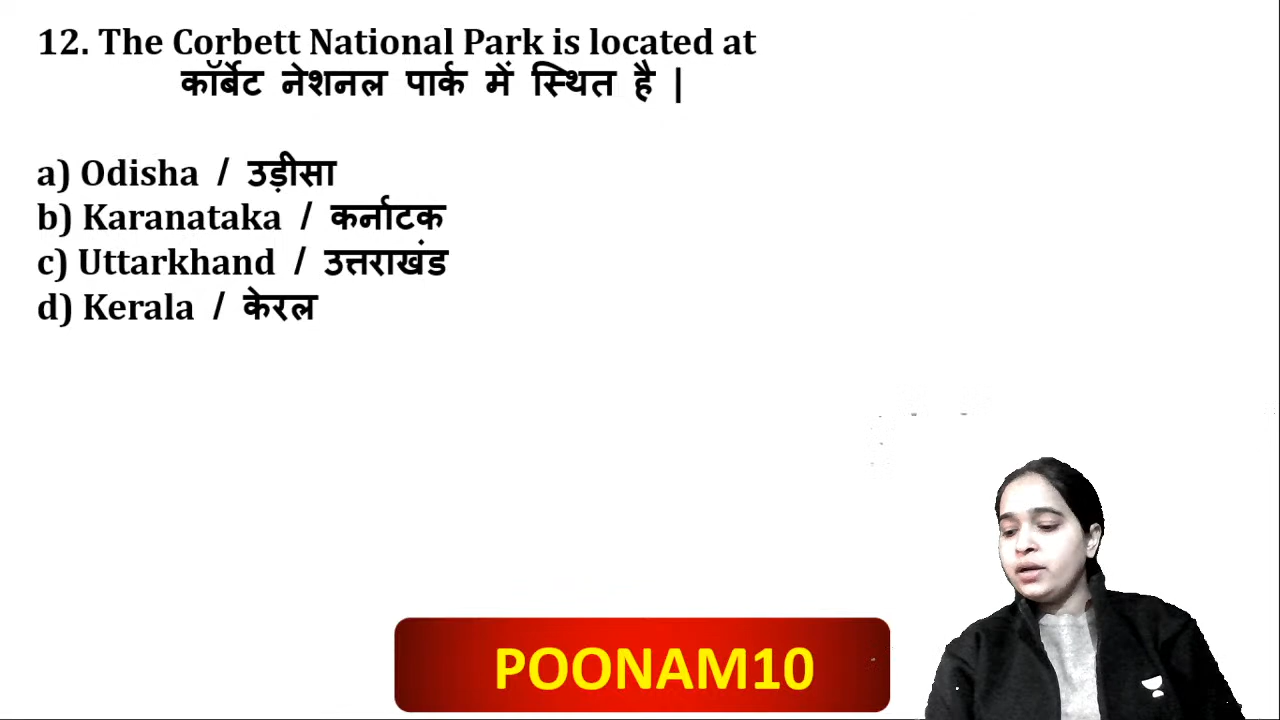 12. The Corbett National Park is located at
कॉर्बेट नेशनल पार्क में स्थित है |
a) Odisha / उड़ीसा
b) Karanataka / कर्नाटक
c) Uttarkhand / उत्तराखंड
d) Kerala / केरल
POONAM10